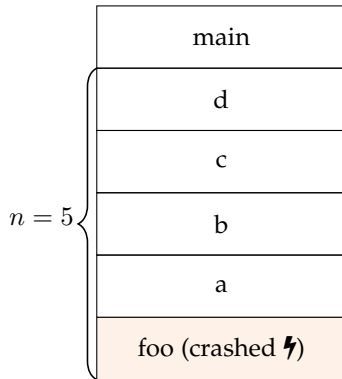 main
d
c
n = 5
b
a
foo (crashed ⚡)